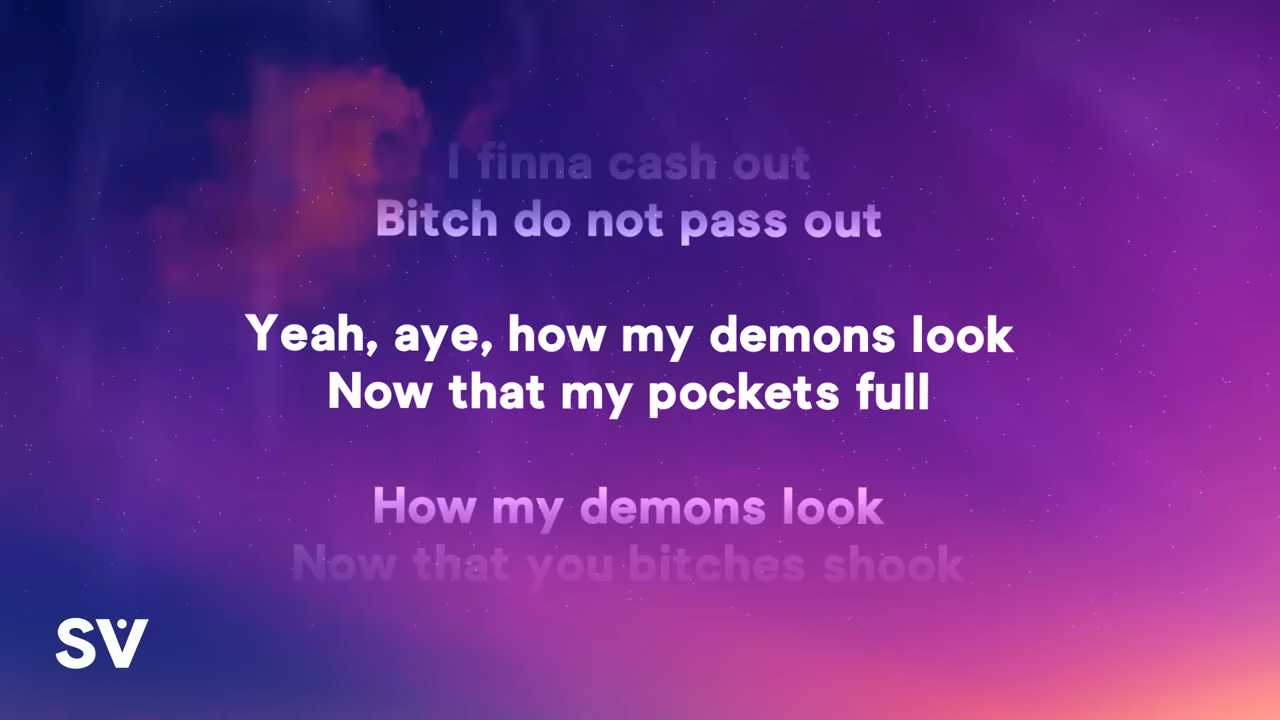 I finna cash out
Bitch do not pass out
Yeah, aye, how my demons look
Now that my pockets full
How my demons look
Now that you bitches shook
SV